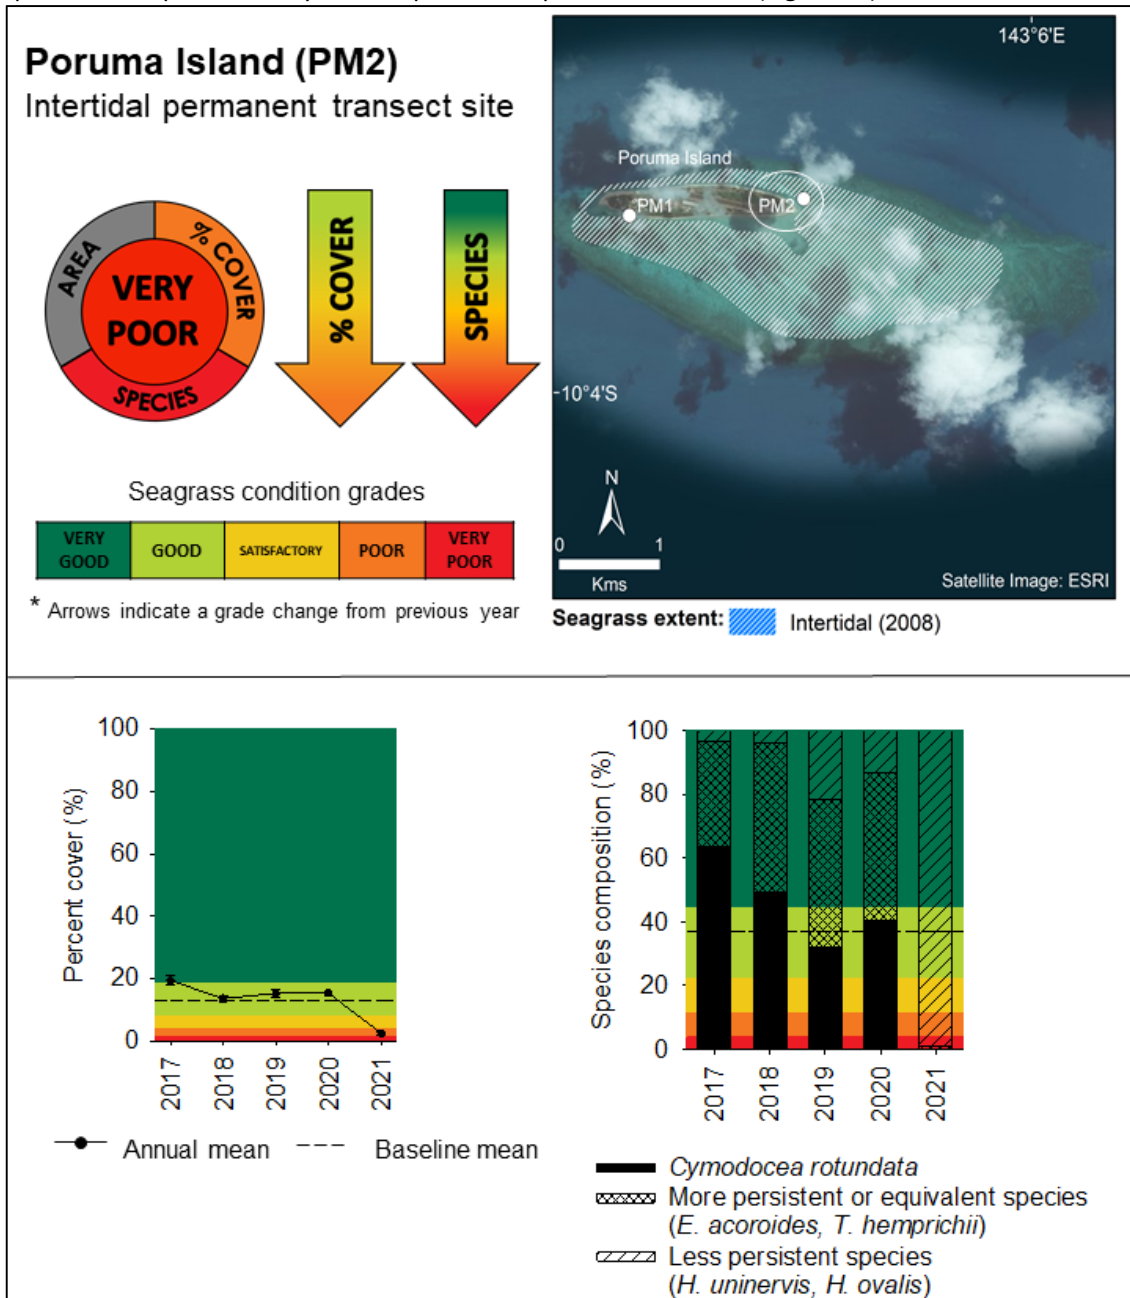 Poruma Island (PM2)
Intertidal permanent transect site
AREA
% COVER
SPECIES
VERY
POOR
% COVER
SPECIES
Seagrass condition grades
VERY
GOOD
GOOD
SATISFACTORY
POOR
VERY
POOR
* Arrows indicate a grade change from previous year
143°6'E
Poruma Island
PM1
PM2
10°4'S
N
0 1
Kms
Satellite Image: ESRI
Seagrass extent: Intertidal (2008)
Percent cover (%)
100
80
60
40
20
0
2017 2018 2019 2020 2021
Annual mean Baseline mean
Species composition (%)
100
80
60
40
20
0
2017 2018 2019 2020 2021
Cymodocea rotundata
More persistent or equivalent species
(E. acoroides, T. hemprichii)
Less persistent species
(H. uninervis, H. ovalis)